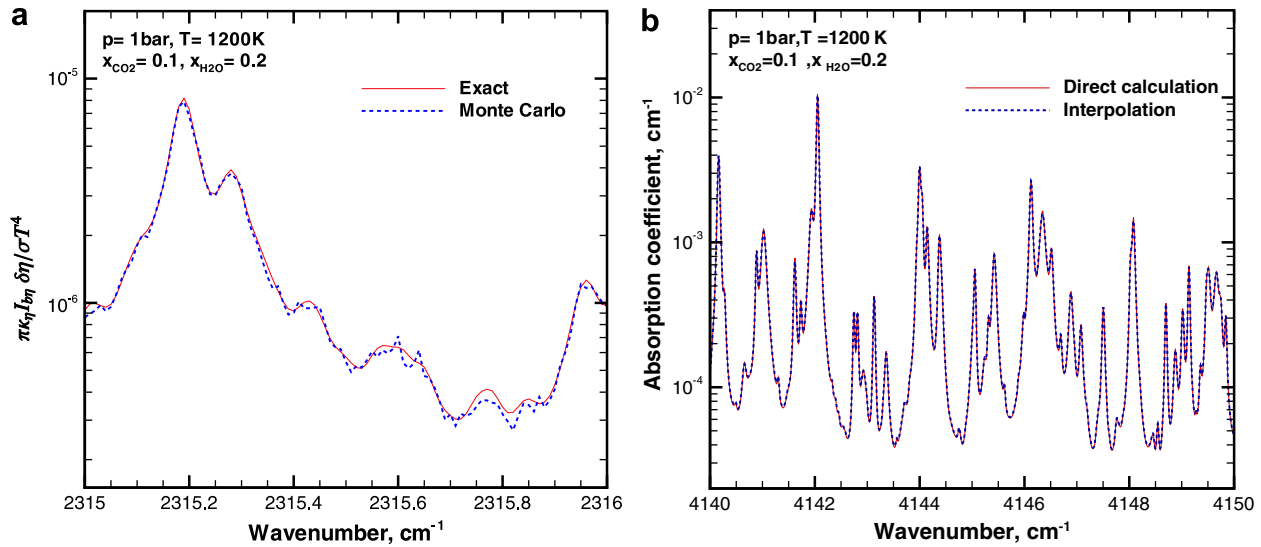 a
p= 1bar, T= 1200K
xCO2= 0.1, xH2O= 0.2
Exact
Monte Carlo
10-5
10-6
πκηIbη δη/σT4
2315
2315.2
2315.4
2315.6
2315.8
2316
Wavenumber, cm-1
b
p= 1bar,T =1200 K
xCO2=0.1 ,x H2O=0.2
Direct calculation
Interpolation
10-2
10-3
10-4
Absorption coefficient, cm-1
4140
4142
4144
4146
4148
4150
Wavenumber, cm-1